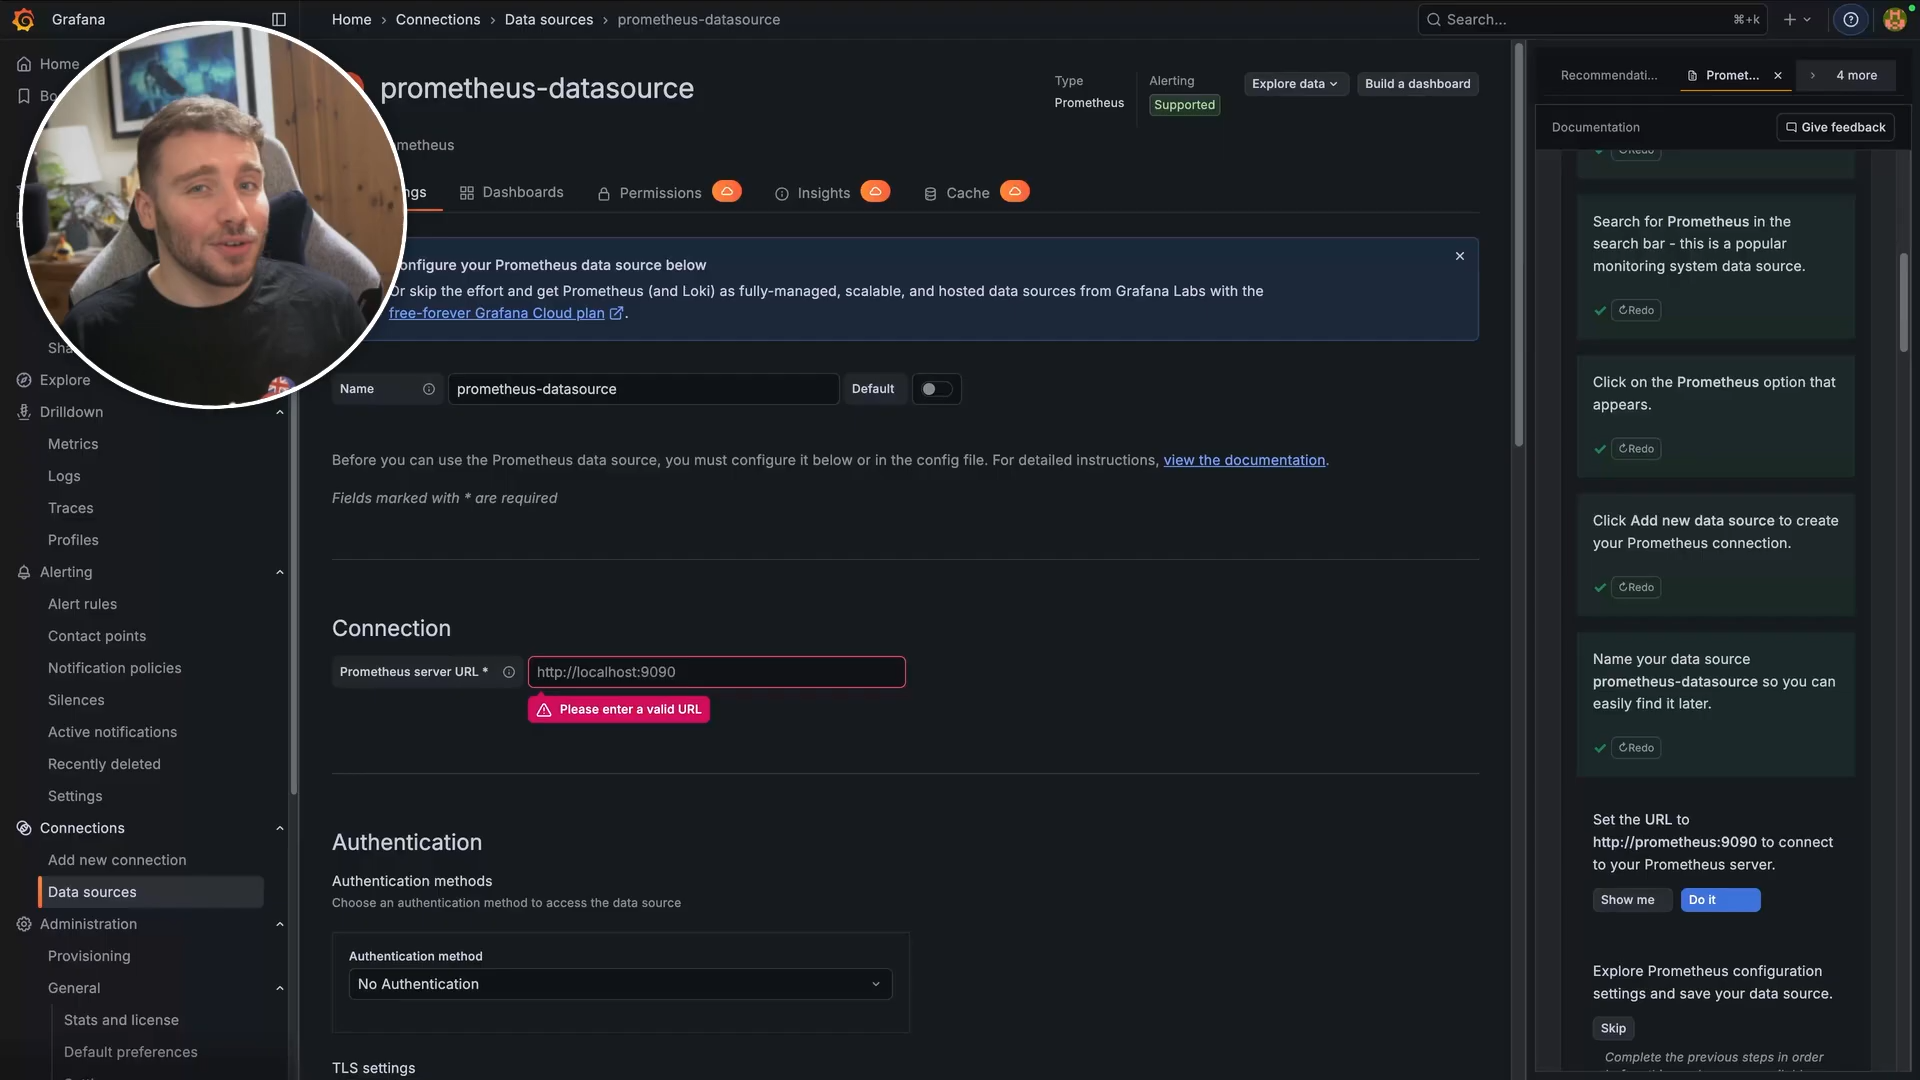 Grafana
Home › Connections › Data sources › prometheus-datasource
Search...
⌘+k
Home
Explore
Drilldown
Metrics
Logs
Traces
Profiles
Alerting
Alert rules
Contact points
Notification policies
Silences
Active notifications
Recently deleted
Settings
Connections
Add new connection
Data sources
Administration
Provisioning
General
Stats and license
Default preferences
prometheus-datasource
Type
Prometheus
Alerting
Supported
Explore data
Build a dashboard
Dashboards
Permissions
Insights
Cache
onfigure your Prometheus data source below
Or skip the effort and get Prometheus (and Loki) as fully-managed, scalable, and hosted data sources from Grafana Labs with the
free-forever Grafana Cloud plan.
Name
prometheus-datasource
Default
Before you can use the Prometheus data source, you must configure it below or in the config file. For detailed instructions, view the documentation.
Fields marked with * are required
Connection
Prometheus server URL *
http://localhost:9090
Please enter a valid URL
Authentication
Authentication methods
Choose an authentication method to access the data source
Authentication method
No Authentication
TLS settings
Recommendati...
Promet...
4 more
Documentation
Give feedback
Redo
Search for Prometheus in the
search bar - this is a popular
monitoring system data source.
Redo
Click on the Prometheus option that
appears.
Redo
Click Add new data source to create
your Prometheus connection.
Redo
Name your data source
prometheus-datasource so you can
easily find it later.
Redo
Set the URL to
http://prometheus:9090 to connect
to your Prometheus server.
Show me
Do it
Explore Prometheus configuration
settings and save your data source.
Skip
Complete the previous steps in order